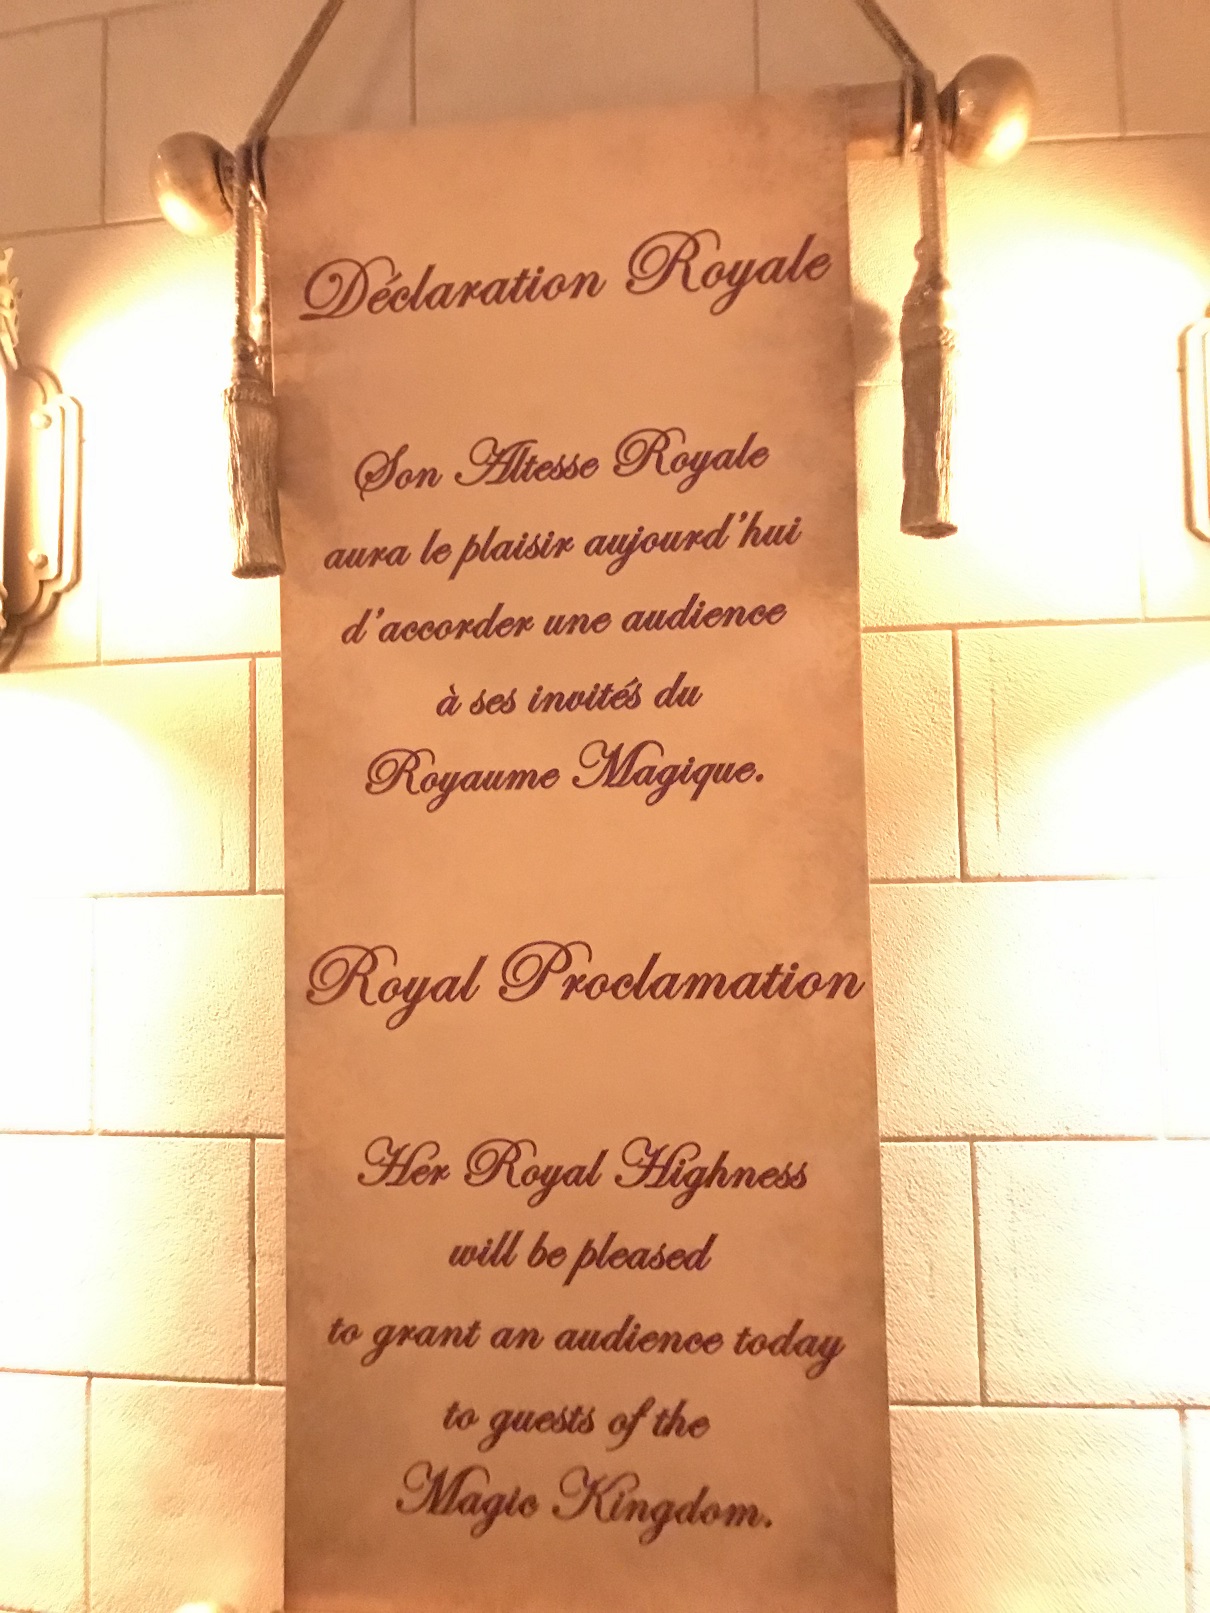 Déclaration Royale
Son Altesse Royale
aura le plaisir aujourd'hui
d'accorder une audience
à ses invités du
Royaume Magique.
Royal Proclamation
Her Royal Highness
will be pleased
to grant an audience today
to guests of the
Magic Kingdom.